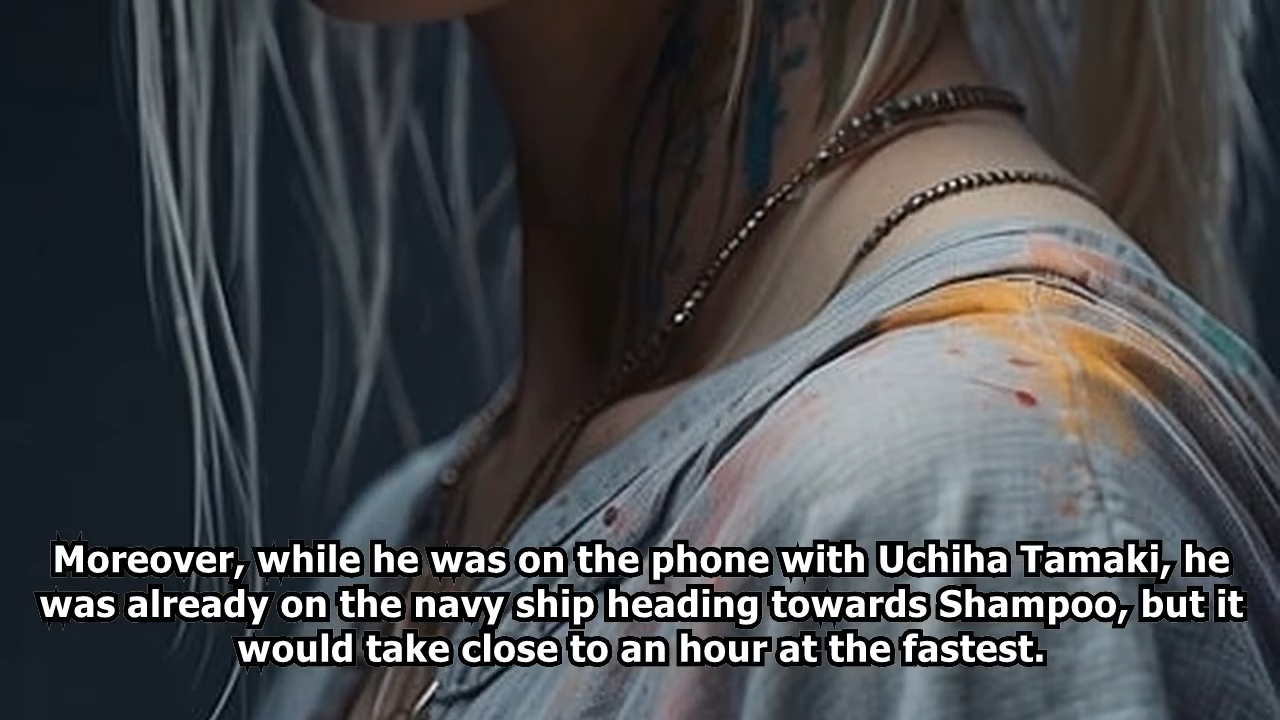 Moreover, while he was on the phone with Uchiha Tamaki, he
was already on the navy ship heading towards Shampoo, but it
would take close to an hour at the fastest.